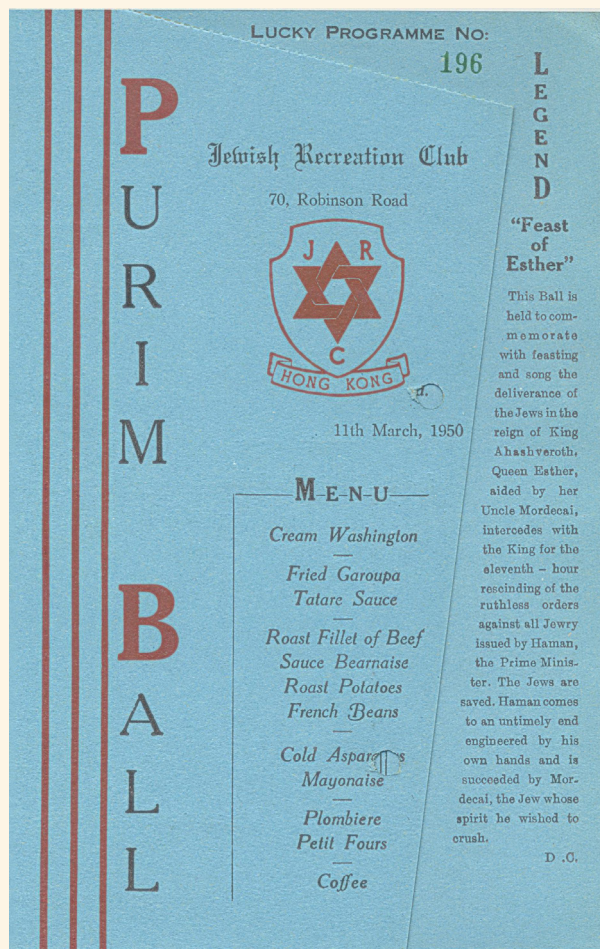 LUCKY PROGRAMME NO:
196
PURIM BALL
Jewish Recreation Club
70, Robinson Road
J R
C
HONG KONG
d.
11th March, 1950
MENU
Cream Washington
Fried Garoupa
Tatare Sauce
Roast Fillet of Beef
Sauce Bearnaise
Roast Potatoes
French Beans
Cold
Mayonaise
Plombiere
Petit Fours
Coffee
LEGEND
"Feast
of
Esther"
This Ball is
held to com-
memorate
with feasting
and song the
deliverance of
the Jews in the
reign of King
Ahashveroth.
Queen Esther,
aided by her
Uncle Mordecai,
intercedes with
the King for the
eleventh - hour
rescinding of the
ruthless orders
against all Jewry
issued by Haman,
the Prime Minis-
ter. The Jews are
saved. Haman comes
to an untimely end
engineered by his
own hands and is
succeeded by Mor-
decai, the Jew whose
spirit he wished to
crush.
D .C.